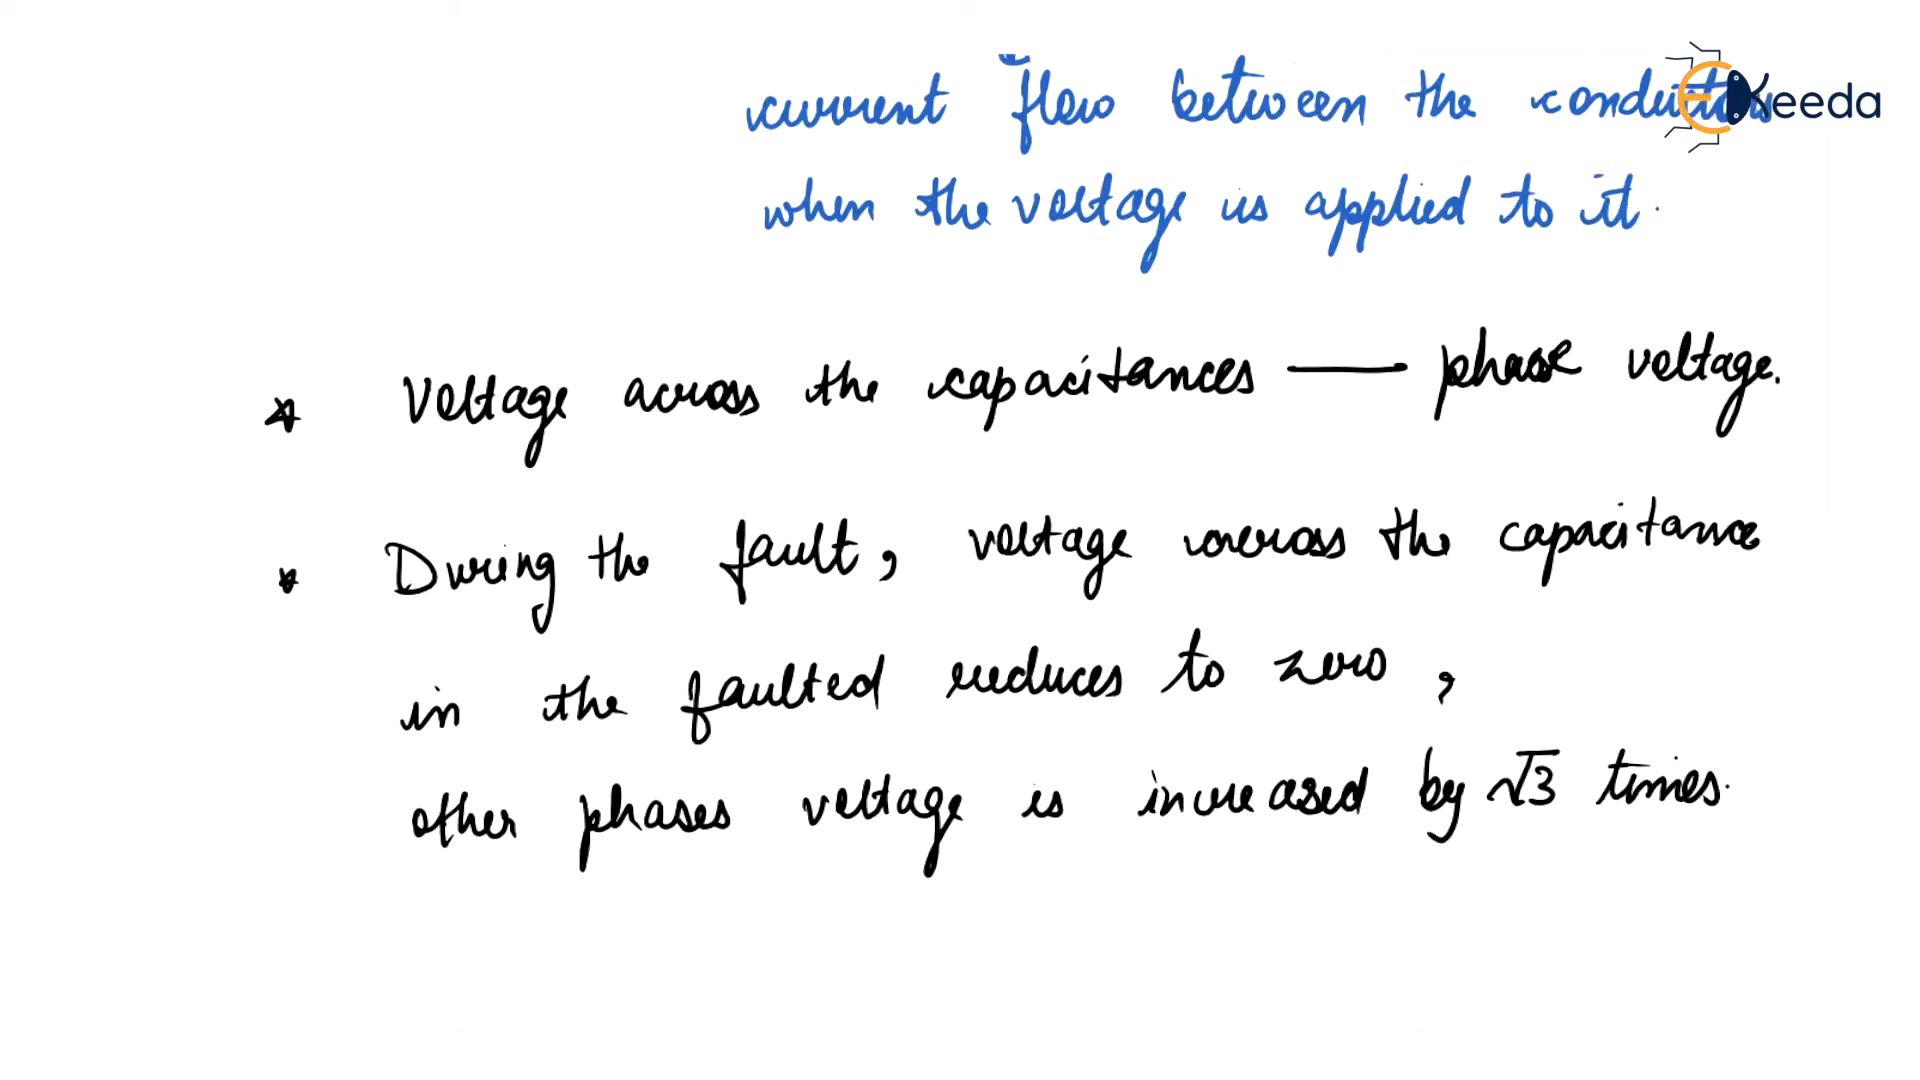 current flow between the conductors
Keeda
when the voltage is applied to it.
* Voltage across the capacitances — phase voltage.
* During the fault, voltage across the capacitance
in the faulted reduces to zero,
other phases voltage is increased by √3 times.